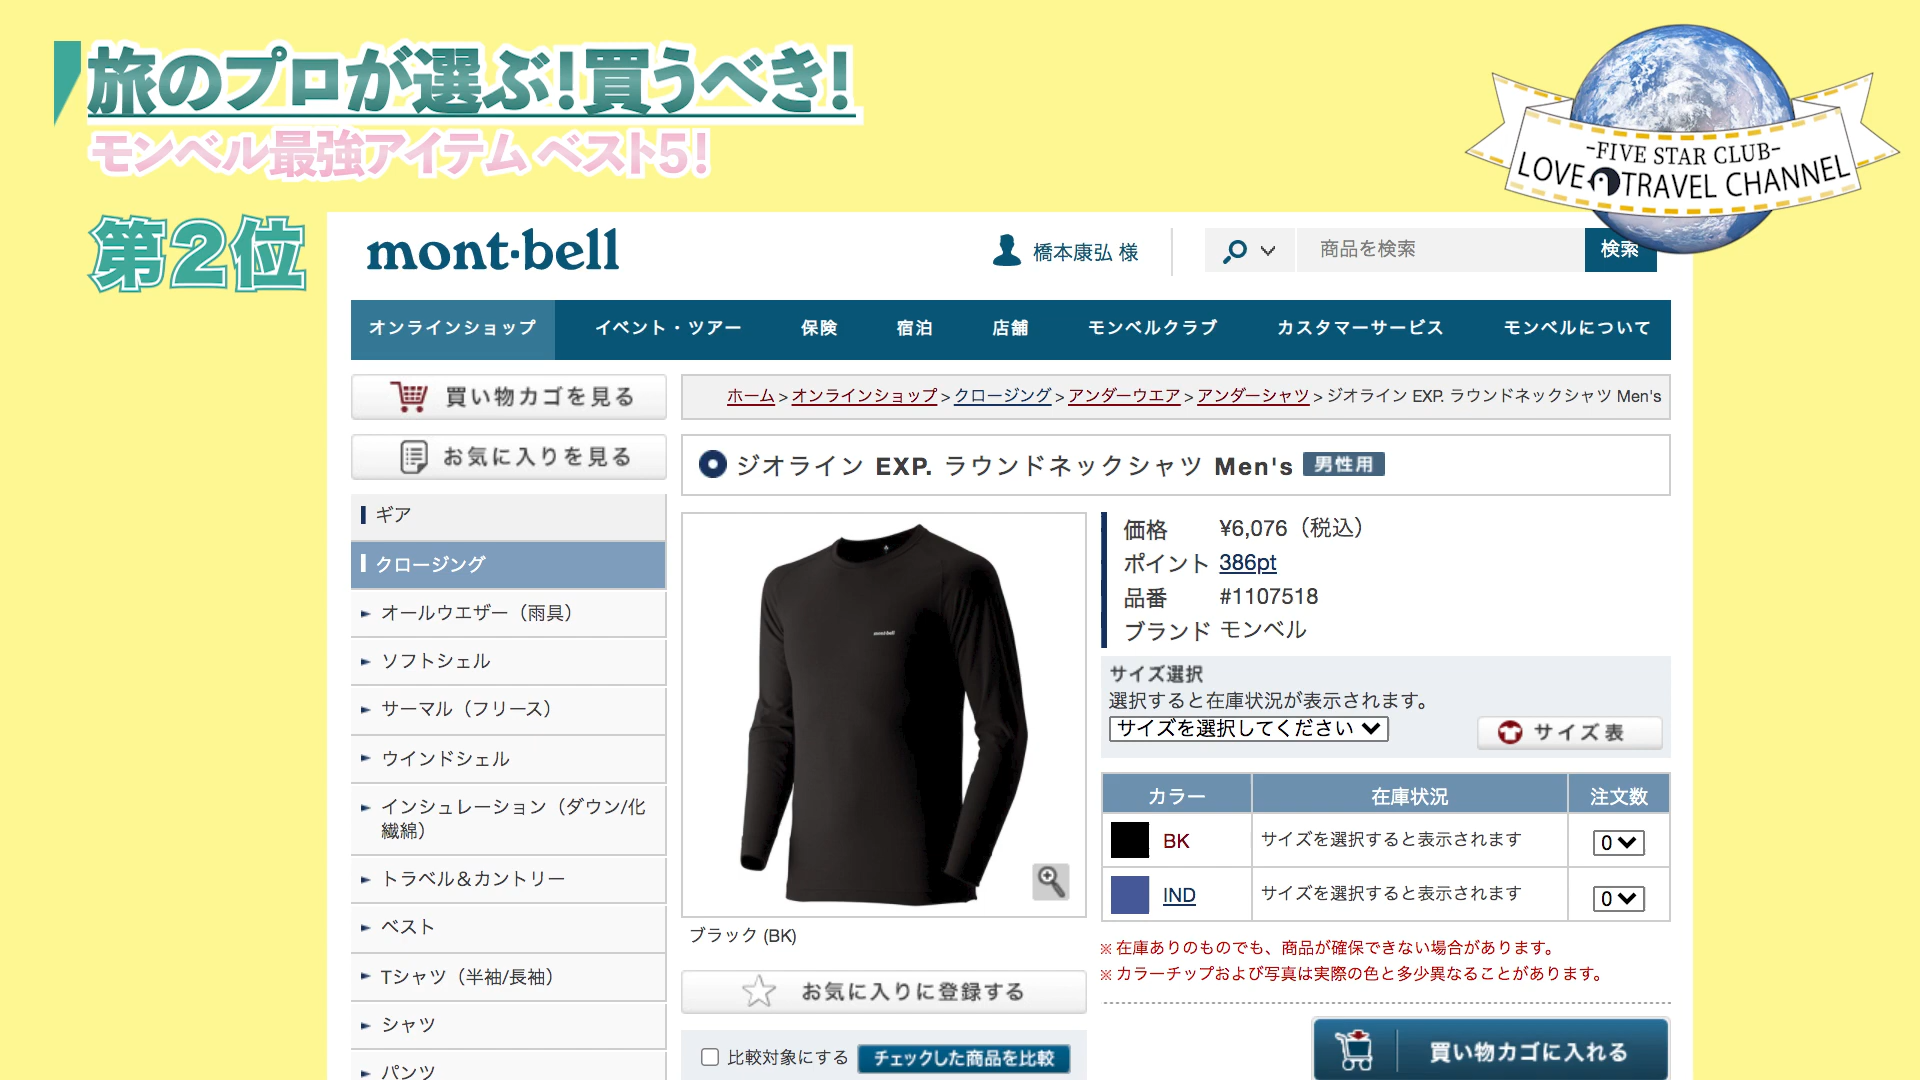 旅のプロが選ぶ!買うべき!
モンベル最強アイテム ベスト5!
-FIVE STAR CLUB-
LOVE TRAVEL CHANNEL
第2位
mont-bell
橋本康弘 様
商品を検索
検索
オンラインショップ イベント・ツアー 保険 宿泊 店舗 モンベルクラブ カスタマーサービス モンベルについて
買い物カゴを見る
ホーム > オンラインショップ > クロージング > アンダーウエア > アンダーシャツ > ジオライン EXP. ラウンドネックシャツ Men's
お気に入りを見る
ジオライン EXP. ラウンドネックシャツ Men's 男性用
ギア
クロージング
オールウエザー（雨具）
ソフトシェル
サーマル（フリース）
ウインドシェル
インシュレーション（ダウン/化
繊綿）
トラベル＆カントリー
ベスト
Tシャツ（半袖/長袖）
シャツ
パンツ
mont-bell
ブラック (BK)
お気に入りに登録する
比較対象にする チェックした商品を比較
価格 ¥6,076（税込）
ポイント 386pt
品番 #1107518
ブランド モンベル
サイズ選択
選択すると在庫状況が表示されます。
サイズを選択してください
サイズ表
カラー 在庫状況 注文数
BK サイズを選択すると表示されます 0
IND サイズを選択すると表示されます 0
※ 在庫ありのものでも、商品が確保できない場合があります。
※ カラーチップおよび写真は実際の色と多少異なることがあります。
買い物カゴに入れる